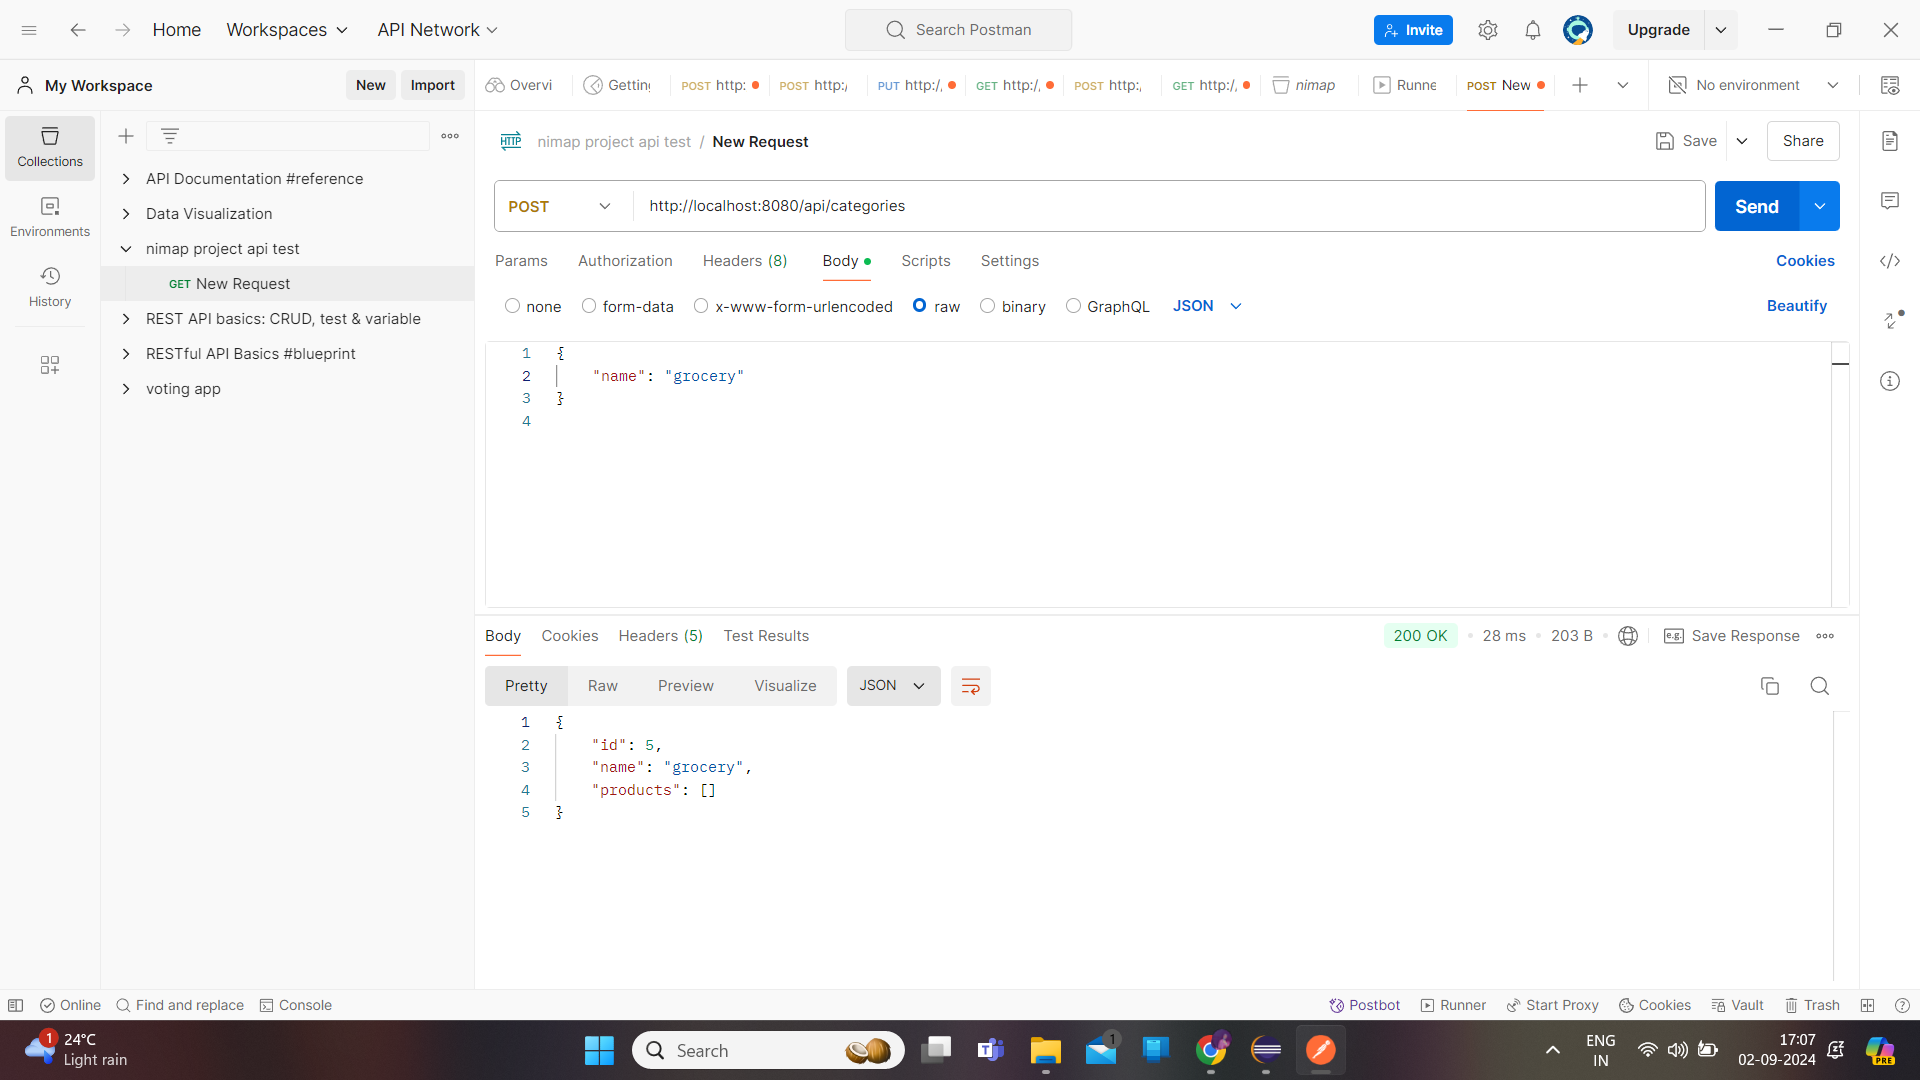 Home
Workspaces
API Network
Search Postman
Invite
Upgrade
My Workspace
New
Import
Overvi
Getting
POST http:
POST http:/
PUT http:/,
GET http:/,
POST http:,
GET http:/,
nimap
Runne
POST New
No environment
Collections
Environments
History
API Documentation #reference
Data Visualization
nimap project api test
GET New Request
REST API basics: CRUD, test & variable
RESTful API Basics #blueprint
voting app
HTTP
nimap project api test / New Request
Save
Share
POST
http://localhost:8080/api/categories
Send
Params
Authorization
Headers (8)
Body
Scripts
Settings
Cookies
none
form-data
x-www-form-urlencoded
raw
binary
GraphQL
JSON
Beautify
1 {
2 "name": "grocery"
3 }
4
Body
Cookies
Headers (5)
Test Results
200 OK
28 ms
203 B
e.g.
Save Response
Pretty
Raw
Preview
Visualize
JSON
1 {
2 "id": 5,
3 "name": "grocery",
4 "products": []
5 }
Online
Find and replace
Console
Postbot
Runner
Start Proxy
Cookies
Vault
Trash
1
24°C
Light rain
Search
1
ENG
IN
17:07
02-09-2024
PRE